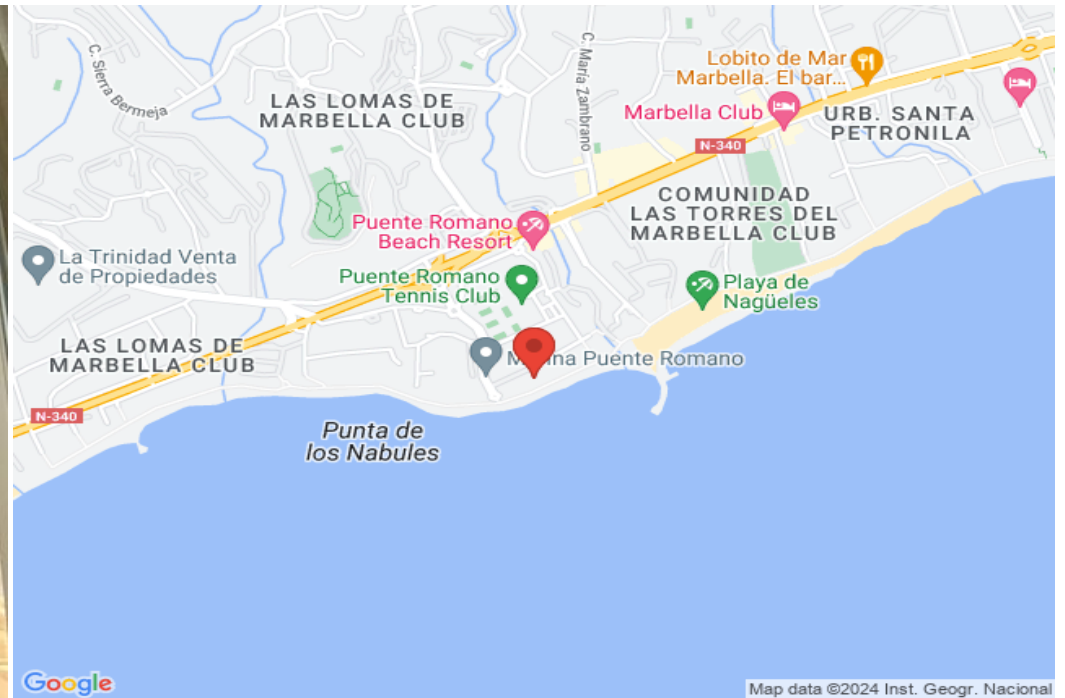 C. Sierra Bermeja
LAS LOMAS DE
MARBELLA CLUB
C. María Zambrano
Lobito de Mar
Marbella. El bar...
Marbella Club
N-340
URB. SANTA
PETRONILA
COMUNIDAD
LAS TORRES DEL
MARBELLA CLUB
Puente Romano
Beach Resort
La Trinidad Venta
de Propiedades
Puente Romano
Tennis Club
Playa de
Nagüeles
LAS LOMAS DE
MARBELLA CLUB
Puente Romano
N-340
Punta de
los Nabules
Google
Map data ©2024 Inst. Geogr. Nacional